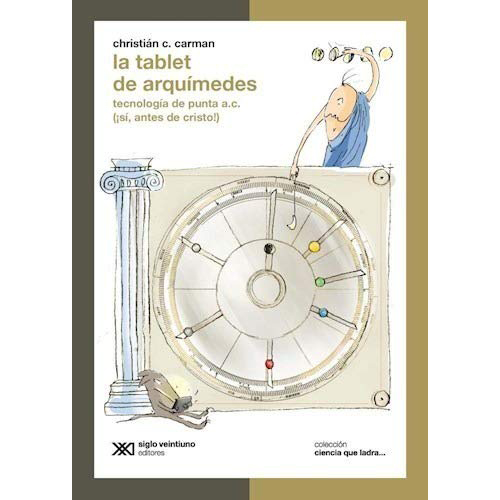 christián c. carman
la tablet
de arquímedes
tecnología de punta a.c.
(¡sí, antes de cristo!)
siglo veintiuno
editores
colección
ciencia que ladra...